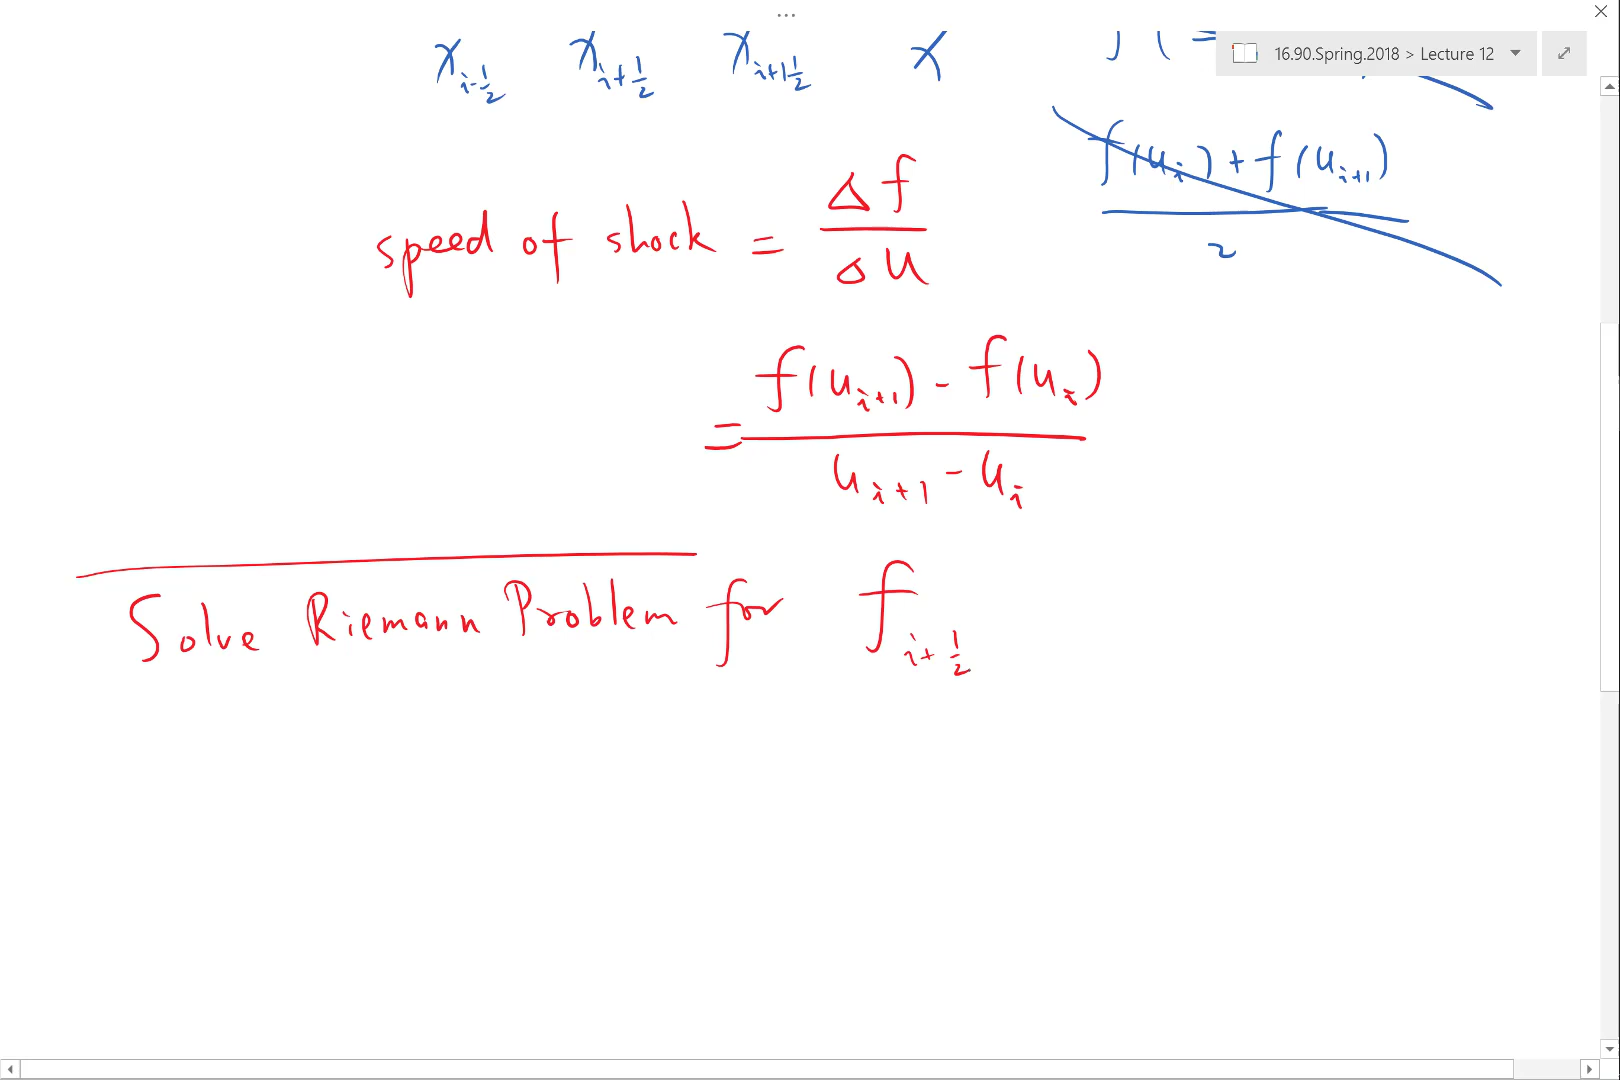 16.90.Spring.2018 > Lecture 12
x_{i-1/2} x_{i+1/2} x_{i+1 1/2} x
f(u_i) + f(u_{i+1})
2
speed of shock = Δf / Δu
= f(u_{i+1}) - f(u_i) / u_{i+1} - u_i
Solve Riemann Problem for f_{i+1/2}